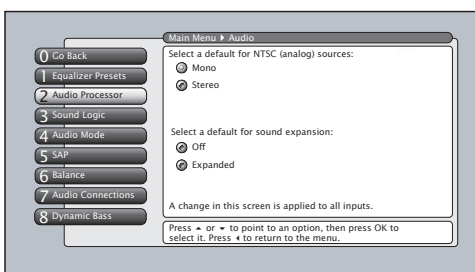 Main Menu ▸ Audio
0 Go Back
1 Equalizer Presets
2 Audio Processor
3 Sound Logic
4 Audio Mode
5 SAP
6 Balance
7 Audio Connections
8 Dynamic Bass
Select a default for NTSC (analog) sources:
Mono
Stereo
Select a default for sound expansion:
Off
Expanded
A change in this screen is applied to all inputs.
Press ▴ or ▾ to point to an option, then press OK to
select it. Press ◂ to return to the menu.